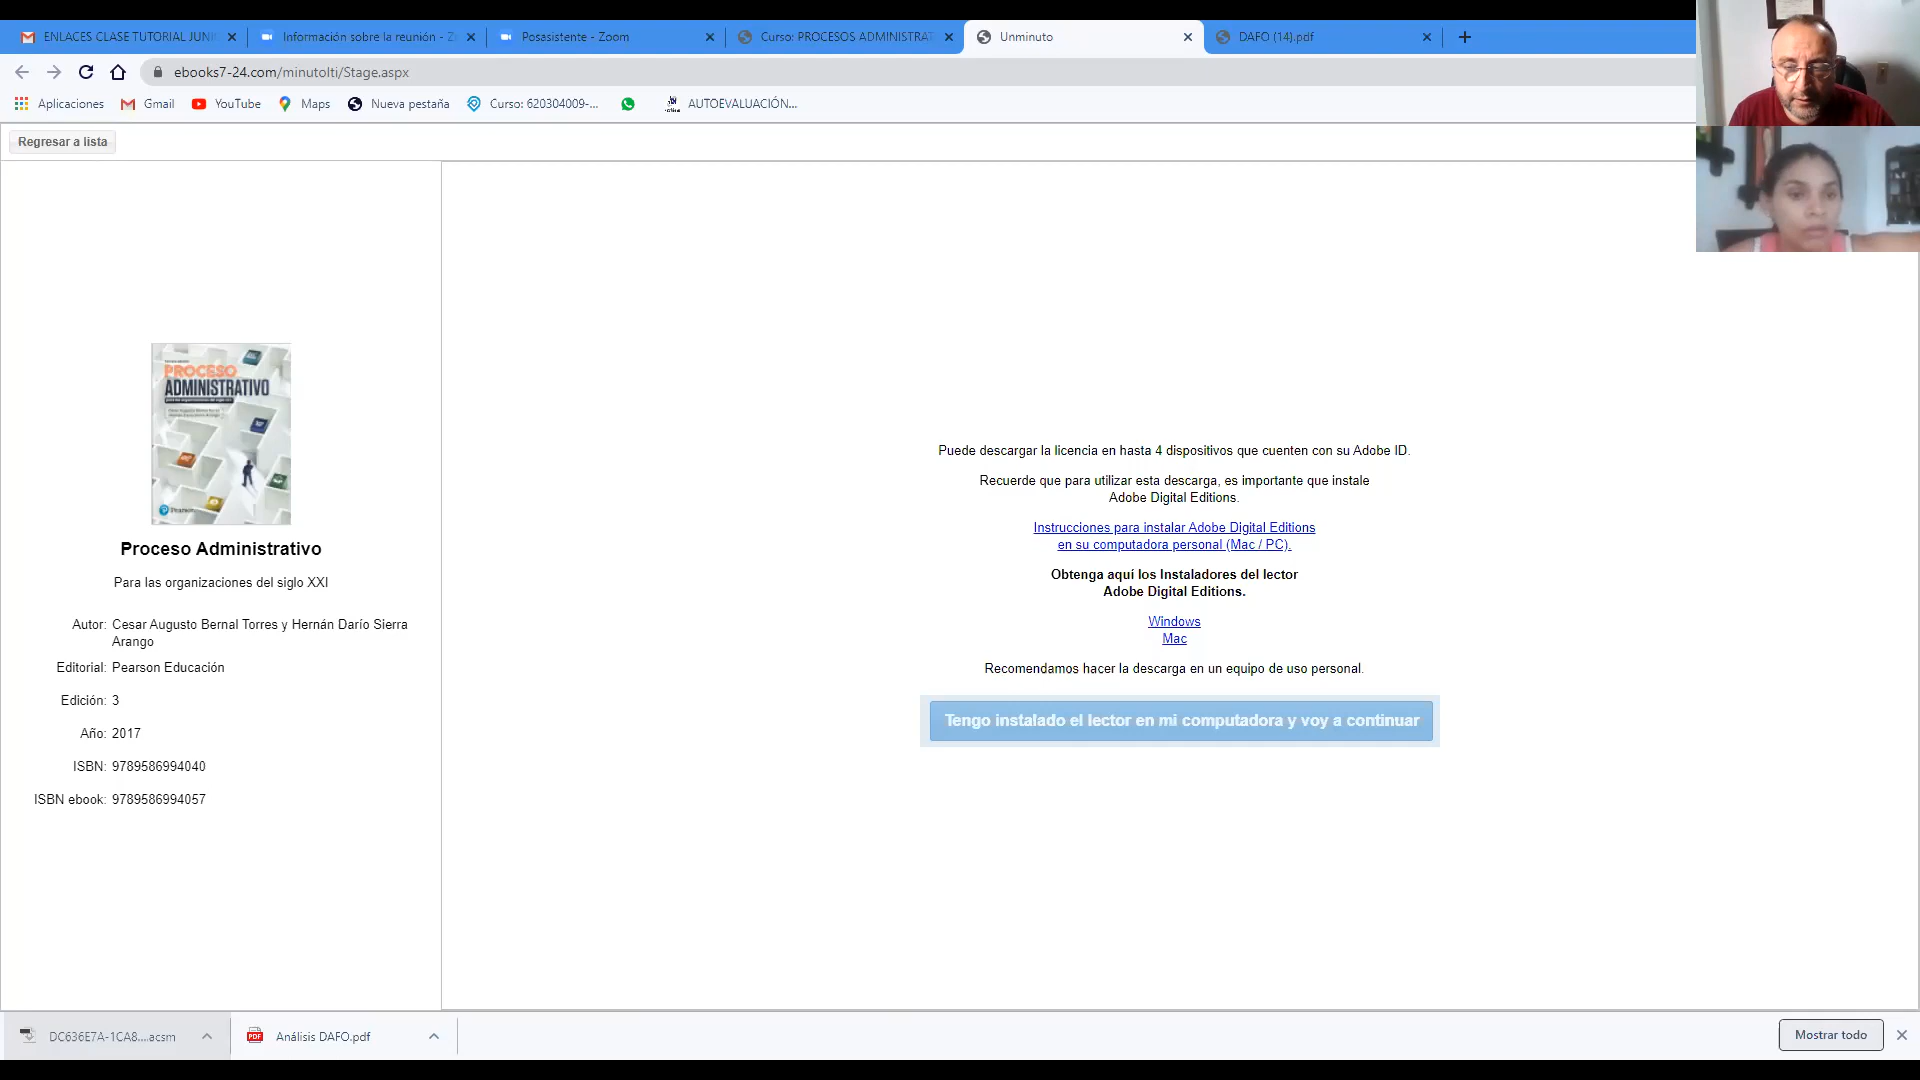 ENLACES CLASE TUTORIAL JUNI
Información sobre la reunión - Z
Posasistente - Zoom
Curso: PROCESOS ADMINISTRAT
Unminuto
DAFO (14).pdf
ebooks7-24.com/minutolti/Stage.aspx
Aplicaciones
Gmail
YouTube
Maps
Nueva pestaña
Curso: 620304009-...
AUTOEVALUACIÓN...
Regresar a lista
PROCESO
ADMINISTRATIVO
Pearson
Proceso Administrativo
Para las organizaciones del siglo XXI
Autor: Cesar Augusto Bernal Torres y Hernán Darío Sierra
Arango
Editorial: Pearson Educación
Edición: 3
Año: 2017
ISBN: 9789586994040
ISBN ebook: 9789586994057
Puede descargar la licencia en hasta 4 dispositivos que cuenten con su Adobe ID.
Recuerde que para utilizar esta descarga, es importante que instale
Adobe Digital Editions.
Instrucciones para instalar Adobe Digital Editions
en su computadora personal (Mac / PC).
Obtenga aquí los Instaladores del lector
Adobe Digital Editions.
Windows
Mac
Recomendamos hacer la descarga en un equipo de uso personal.
Tengo instalado el lector en mi computadora y voy a continuar
DC636E7A-1CA8....acsm
Análisis DAFO.pdf
Mostrar todo